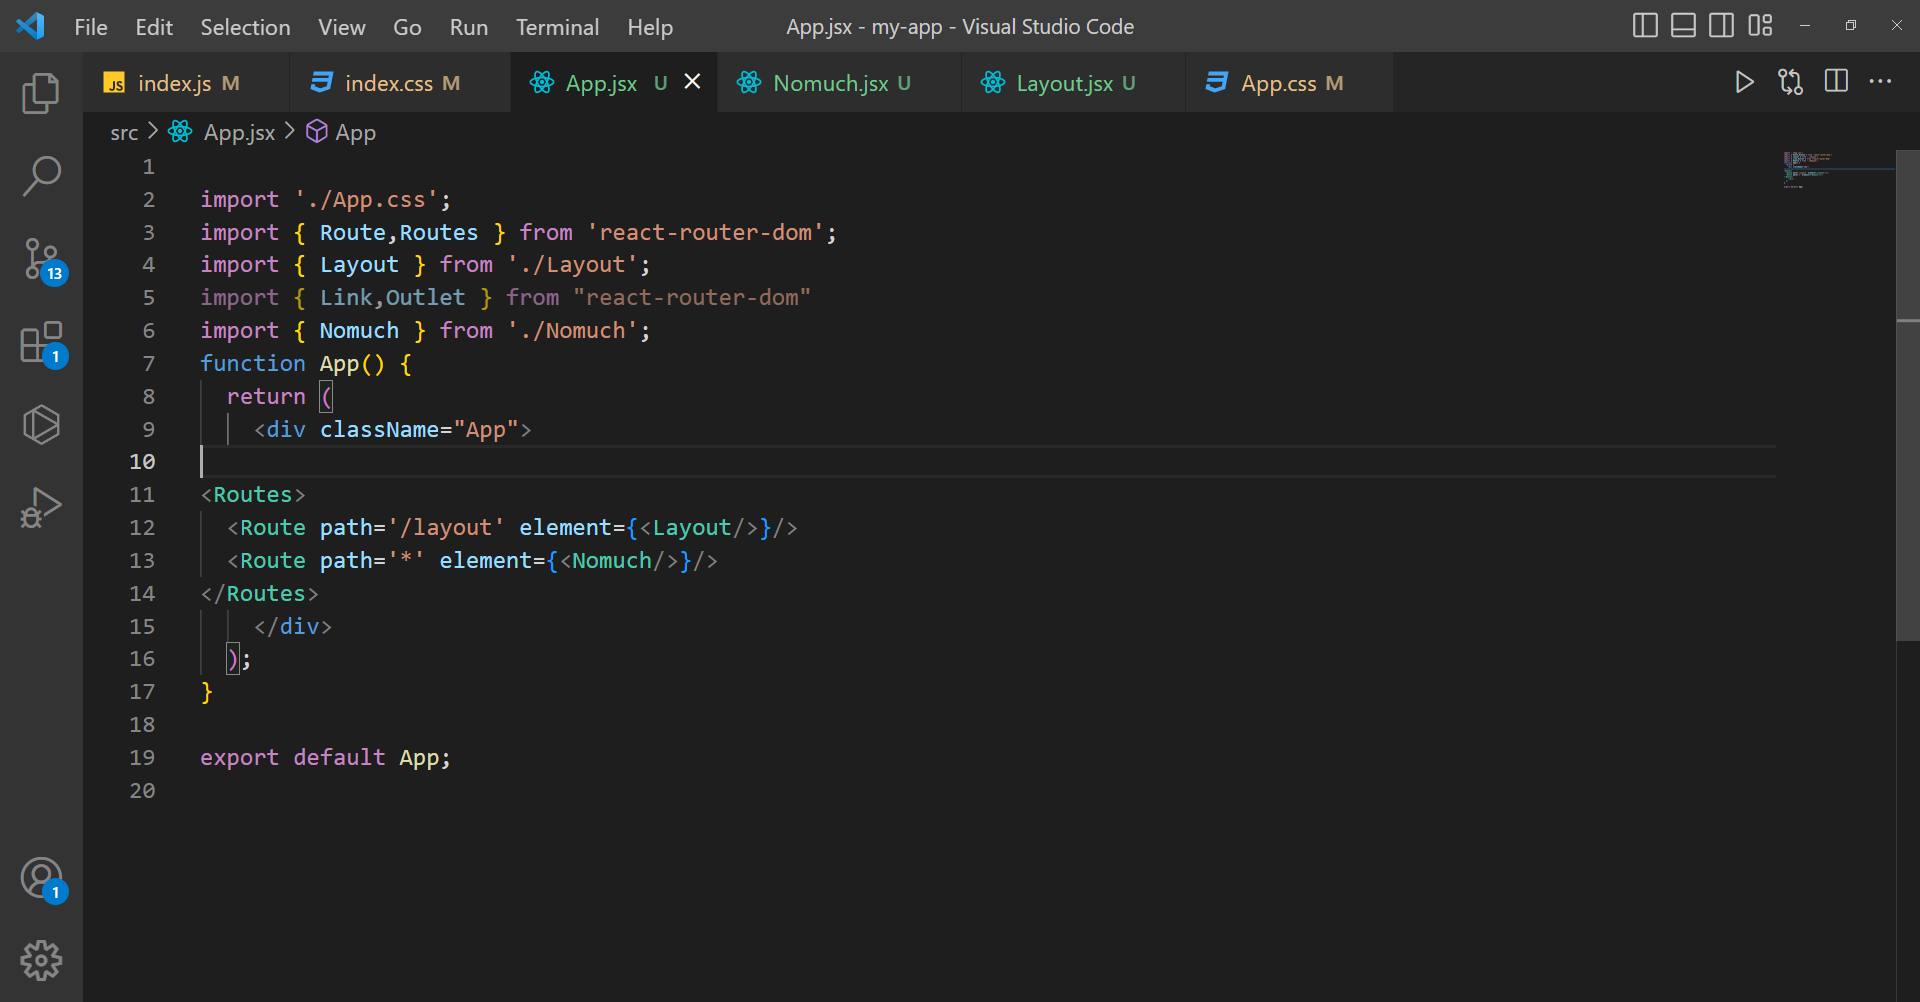 File Edit Selection View Go Run Terminal Help App.jsx - my-app - Visual Studio Code
JS index.js M index.css M App.jsx U Nomuch.jsx U Layout.jsx U App.css M
src App.jsx App
1
2 import './App.css';
3 import { Route,Routes } from 'react-router-dom';
4 import { Layout } from './Layout';
5 import { Link,Outlet } from "react-router-dom"
6 import { Nomuch } from './Nomuch';
7 function App() {
8 return (
9 <div className="App">
10
11 <Routes>
12 <Route path='/layout' element={<Layout/>}/>
13 <Route path='*' element={<Nomuch/>}/>
14 </Routes>
15 </div>
16 );
17 }
18
19 export default App;
20
13
1
1